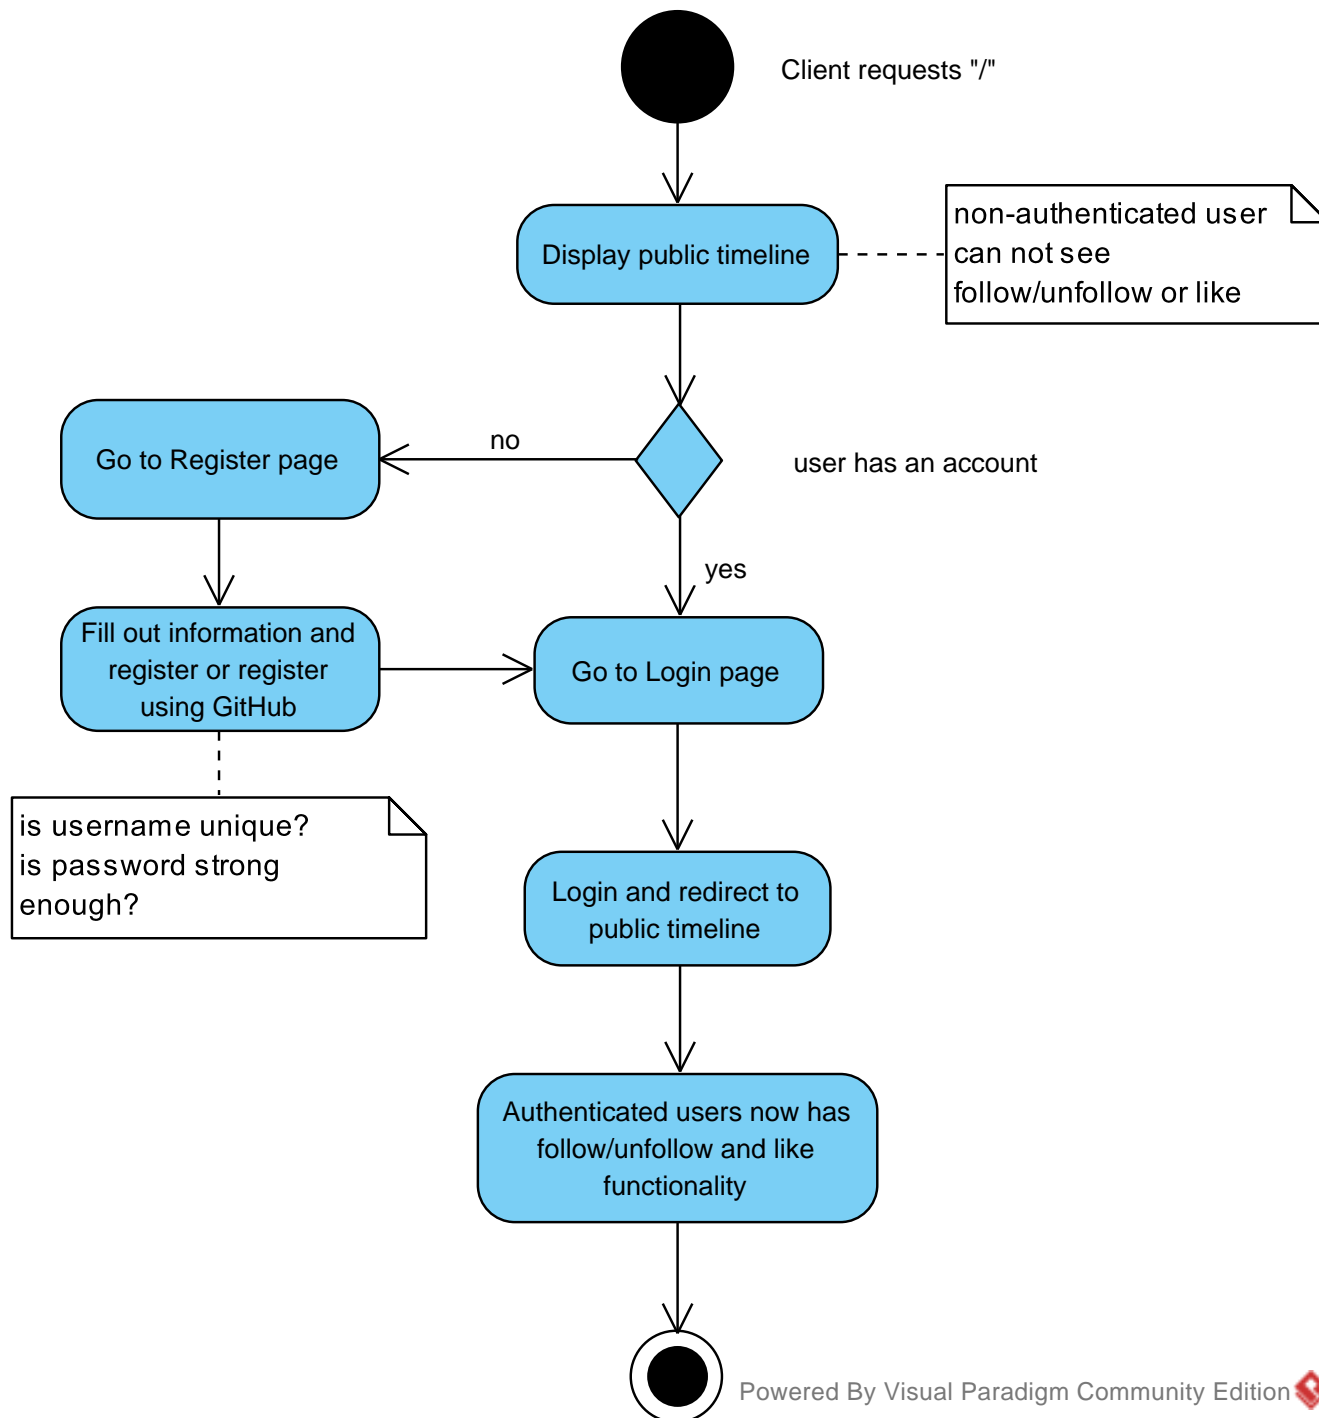 Client requests "/"
Display public timeline
non-authenticated user
can not see
follow/unfollow or like
no
Go to Register page
user has an account
yes
Fill out information and
register or register
using GitHub
Go to Login page
is username unique?
is password strong
enough?
Login and redirect to
public timeline
Authenticated users now has
follow/unfollow and like
functionality
Powered By Visual Paradigm Community Edition